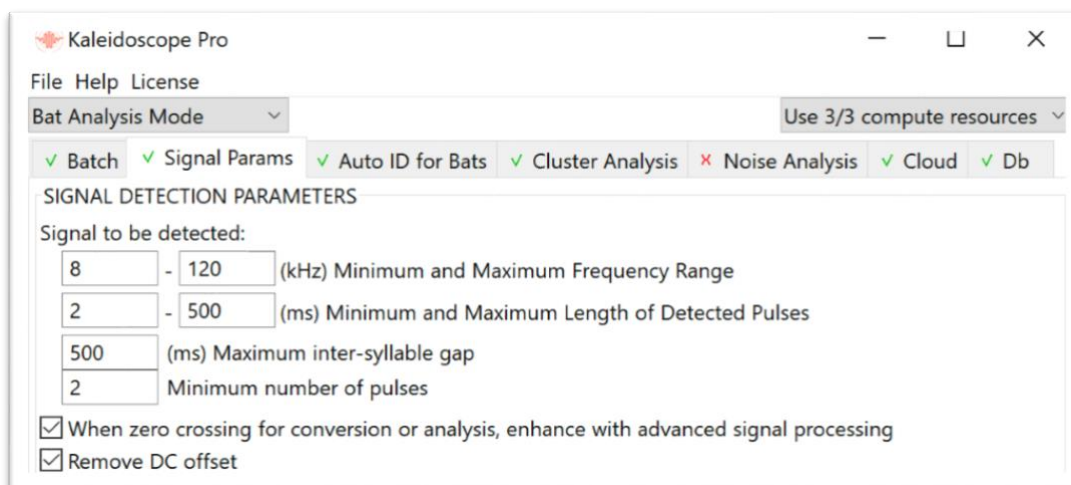 Kaleidoscope Pro
File Help License
Bat Analysis Mode Use 3/3 compute resources
Batch Signal Params Auto ID for Bats Cluster Analysis Noise Analysis Cloud Db
SIGNAL DETECTION PARAMETERS
Signal to be detected:
8 - 120 (kHz) Minimum and Maximum Frequency Range
2 - 500 (ms) Minimum and Maximum Length of Detected Pulses
500 (ms) Maximum inter-syllable gap
2 Minimum number of pulses
When zero crossing for conversion or analysis, enhance with advanced signal processing
Remove DC offset